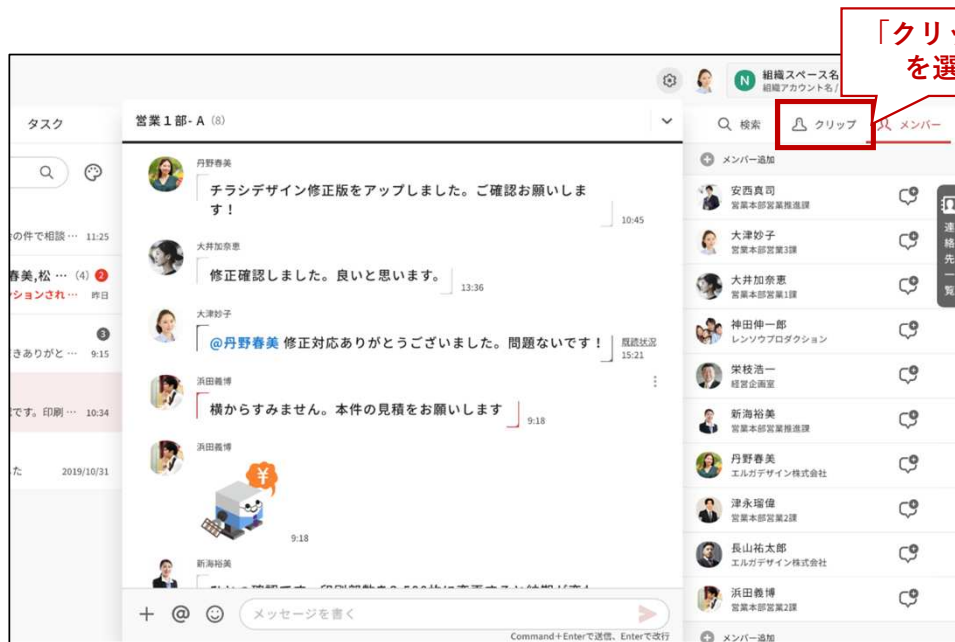 「クリッ
を選
N 組織スペース名
組織アカウント名/
タスク
営業1部- A (8)
検索
クリップ
メンバー
メンバー追加
丹野春美
チラシデザイン修正版をアップしました。ご確認お願いしま
す！
10:45
大井加奈恵
修正確認しました。良いと思います。
13:36
大津妙子
@丹野春美 修正対応ありがとうございました。問題ないです！
既読状況
15:21
浜田義博
横からすみません。本件の見積をお願いします
9:18
浜田義博
¥
9:18
新海裕美
メッセージを書く
Command＋Enterで送信、Enterで改行
の件で相談… 11:25
春美,松 … (4) 2
ションされ… 昨日
3
きありがと… 9:15
です。印刷… 10:34
た 2019/10/31
安西真司
営業本部営業推進課
大津妙子
営業本部営業3課
大井加奈恵
営業本部営業1課
神田伸一郎
レンソウプロダクション
栄枝浩一
経営企画室
新海裕美
営業本部営業推進課
丹野春美
エルガデザイン株式会社
津永瑠偉
営業本部営業2課
長山祐太郎
エルガデザイン株式会社
浜田義博
営業本部営業2課
メンバー追加
連絡先一覧